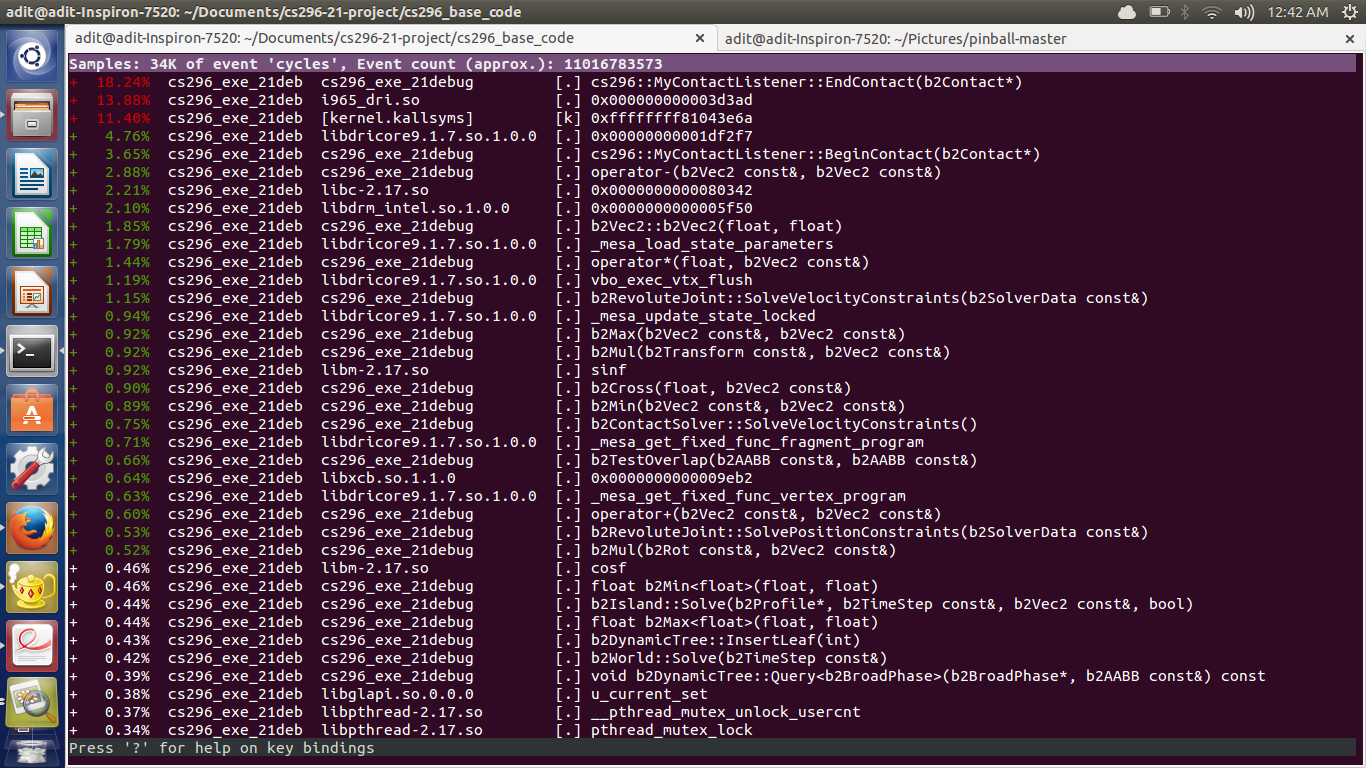 adit@adit-Inspiron-7520: ~/Documents/cs296-21-project/cs296_base_code 12:42 AM
adit@adit-Inspiron-7520: ~/Documents/cs296-21-project/cs296_base_code × adit@adit-Inspiron-7520: ~/Pictures/pinball-master ×
Samples: 34K of event 'cycles', Event count (approx.): 11016783573
+ 18.24% cs296_exe_21deb cs296_exe_21debug [.] cs296::MyContactListener::EndContact(b2Contact*)
+ 13.88% cs296_exe_21deb i965_dri.so [.] 0x000000000003d3ad
+ 11.40% cs296_exe_21deb [kernel.kallsyms] [k] 0xffffffff81043e6a
+ 4.76% cs296_exe_21deb libdricore9.1.7.so.1.0.0 [.] 0x00000000001df2f7
+ 3.65% cs296_exe_21deb cs296_exe_21debug [.] cs296::MyContactListener::BeginContact(b2Contact*)
+ 2.88% cs296_exe_21deb cs296_exe_21debug [.] operator-(b2Vec2 const&, b2Vec2 const&)
+ 2.21% cs296_exe_21deb libc-2.17.so [.] 0x0000000000080342
+ 2.10% cs296_exe_21deb libdrm_intel.so.1.0.0 [.] 0x0000000000005f50
+ 1.85% cs296_exe_21deb cs296_exe_21debug [.] b2Vec2::b2Vec2(float, float)
+ 1.79% cs296_exe_21deb libdricore9.1.7.so.1.0.0 [.] _mesa_load_state_parameters
+ 1.44% cs296_exe_21deb cs296_exe_21debug [.] operator*(float, b2Vec2 const&)
+ 1.19% cs296_exe_21deb libdricore9.1.7.so.1.0.0 [.] vbo_exec_vtx_flush
+ 1.15% cs296_exe_21deb cs296_exe_21debug [.] b2RevoluteJoint::SolveVelocityConstraints(b2SolverData const&)
+ 0.94% cs296_exe_21deb libdricore9.1.7.so.1.0.0 [.] _mesa_update_state_locked
+ 0.92% cs296_exe_21deb cs296_exe_21debug [.] b2Max(b2Vec2 const&, b2Vec2 const&)
+ 0.92% cs296_exe_21deb cs296_exe_21debug [.] b2Mul(b2Transform const&, b2Vec2 const&)
+ 0.92% cs296_exe_21deb libm-2.17.so [.] sinf
+ 0.90% cs296_exe_21deb cs296_exe_21debug [.] b2Cross(float, b2Vec2 const&)
+ 0.89% cs296_exe_21deb cs296_exe_21debug [.] b2Min(b2Vec2 const&, b2Vec2 const&)
+ 0.75% cs296_exe_21deb cs296_exe_21debug [.] b2ContactSolver::SolveVelocityConstraints()
+ 0.71% cs296_exe_21deb libdricore9.1.7.so.1.0.0 [.] _mesa_get_fixed_func_fragment_program
+ 0.66% cs296_exe_21deb cs296_exe_21debug [.] b2TestOverlap(b2AABB const&, b2AABB const&)
+ 0.64% cs296_exe_21deb libxcb.so.1.1.0 [.] 0x0000000000009eb2
+ 0.63% cs296_exe_21deb libdricore9.1.7.so.1.0.0 [.] _mesa_get_fixed_func_vertex_program
+ 0.60% cs296_exe_21deb cs296_exe_21debug [.] operator+(b2Vec2 const&, b2Vec2 const&)
+ 0.53% cs296_exe_21deb cs296_exe_21debug [.] b2RevoluteJoint::SolvePositionConstraints(b2SolverData const&)
+ 0.52% cs296_exe_21deb cs296_exe_21debug [.] b2Mul(b2Rot const&, b2Vec2 const&)
+ 0.46% cs296_exe_21deb libm-2.17.so [.] cosf
+ 0.46% cs296_exe_21deb cs296_exe_21debug [.] float b2Min<float>(float, float)
+ 0.44% cs296_exe_21deb cs296_exe_21debug [.] b2Island::Solve(b2Profile*, b2TimeStep const&, b2Vec2 const&, bool)
+ 0.44% cs296_exe_21deb cs296_exe_21debug [.] float b2Max<float>(float, float)
+ 0.43% cs296_exe_21deb cs296_exe_21debug [.] b2DynamicTree::InsertLeaf(int)
+ 0.42% cs296_exe_21deb cs296_exe_21debug [.] b2World::Solve(b2TimeStep const&)
+ 0.39% cs296_exe_21deb cs296_exe_21debug [.] void b2DynamicTree::Query<b2BroadPhase>(b2BroadPhase*, b2AABB const&) const
+ 0.38% cs296_exe_21deb libglapi.so.0.0.0 [.] u_current_set
+ 0.37% cs296_exe_21deb libpthread-2.17.so [.] __pthread_mutex_unlock_usercnt
+ 0.34% cs296_exe_21deb libpthread-2.17.so [.] pthread_mutex_lock
Press '?' for help on key bindings